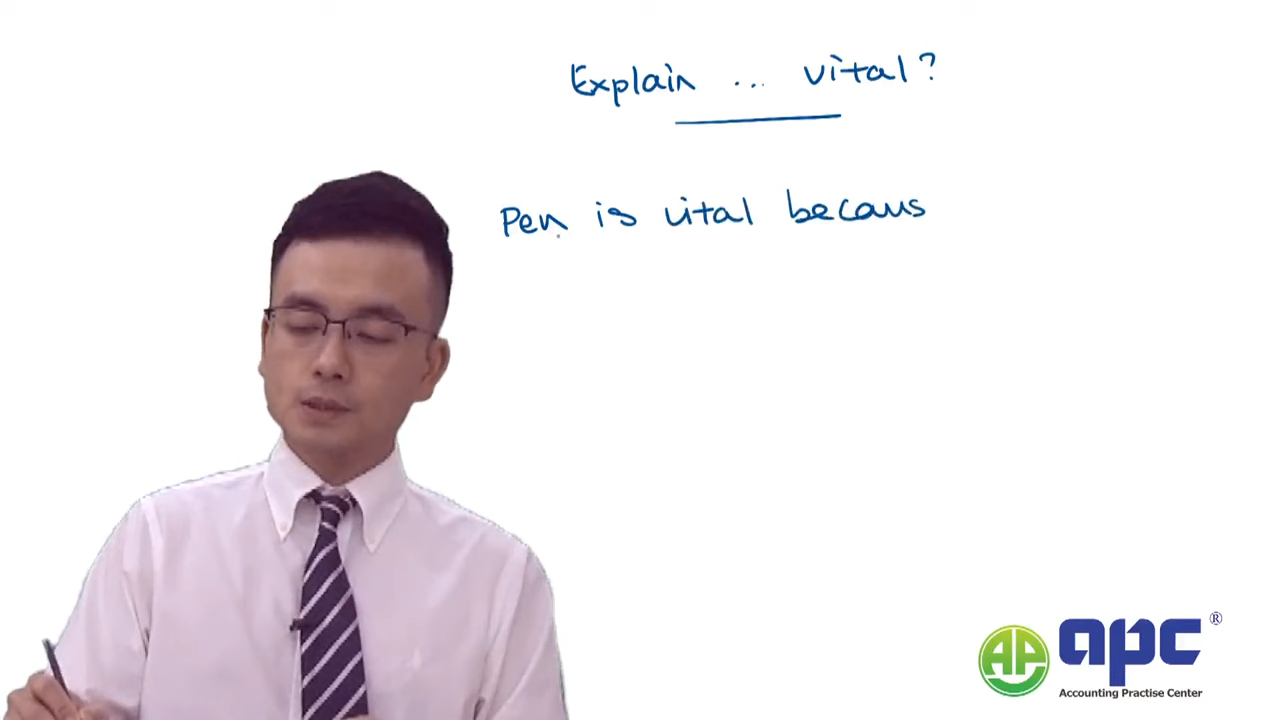 Explain ... vital?
Pen is vital becaus
apc®
Accounting Practise Center